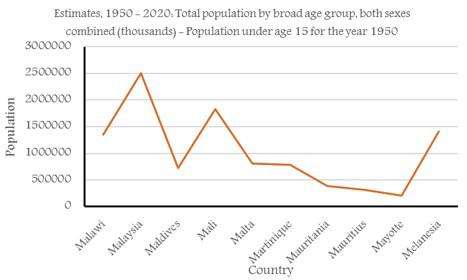 Estimates, 1950 - 2020: Total population by broad age group, both sexes
combined (thousands) - Population under age 15 for the year 1950
3000000
2500000
2000000
1500000
1000000
500000
0
Population
Malawi
Malaysia
Maldives
Mali
Malta
Martinique
Mauritania
Mauritius
Mayotte
Melanesia
Country